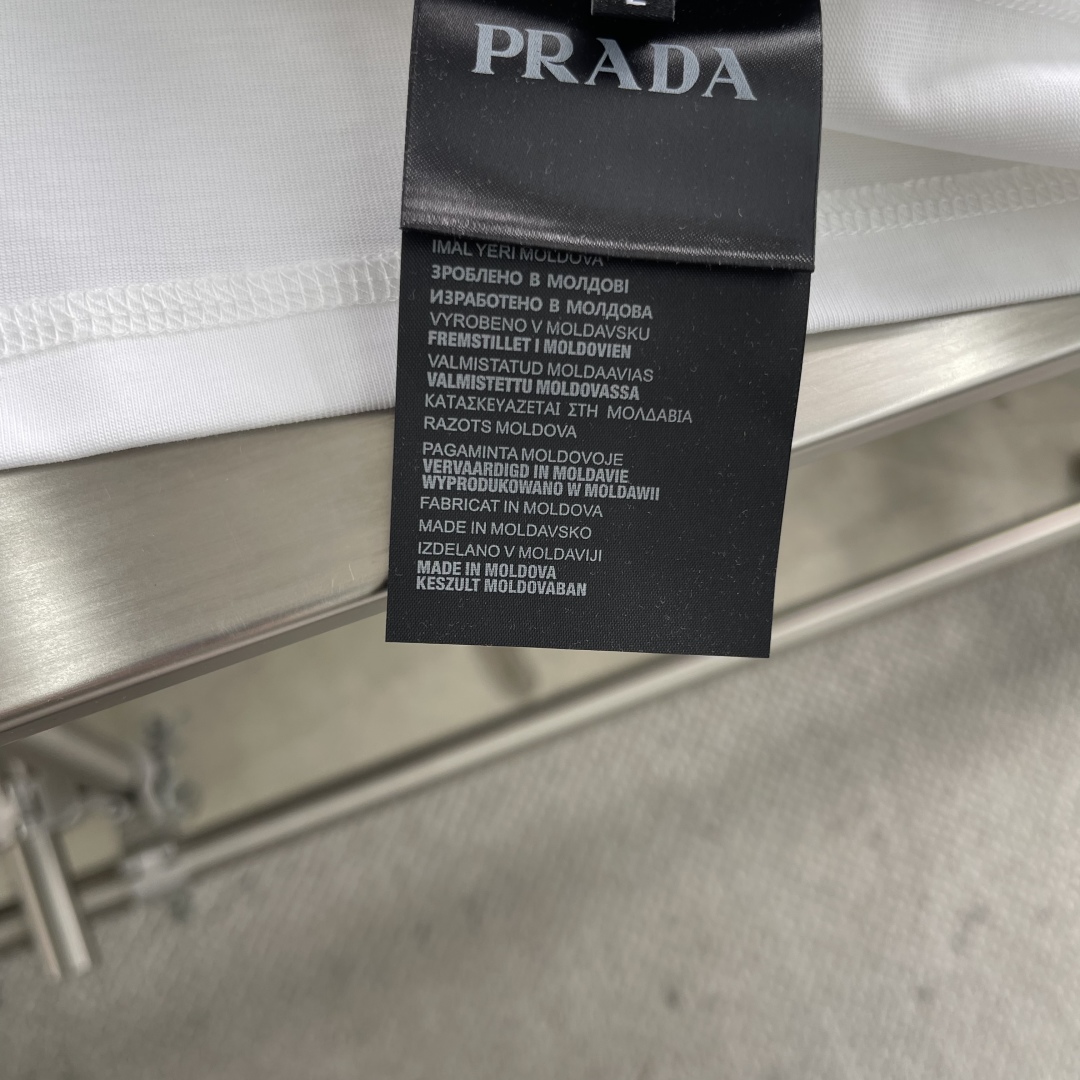 PRADA
IMAL YERI MOLDOVA
ЗРОБЛЕНО В МОЛДОВІ
ИЗРАБОТЕНО В МОЛДОВА
VYROBENO V MOLDAVSKU
FREMSTILLET I MOLDOVIEN
VALMISTATUD MOLDAAVIAS
VALMISTETTU MOLDOVASSA
ΚΑΤΑΣΚΕΥΑΖΕΤΑΙ ΣΤΗ ΜΟΛΔΑΒΙΑ
RAZOTS MOLDOVA
PAGAMINTA MOLDOVOJE
VERVAARDIGD IN MOLDAVIE
WYPRODUKOWANO W MOLDAWII
FABRICAT IN MOLDOVA
MADE IN MOLDAVSKO
IZDELANO V MOLDAVIJI
MADE IN MOLDOVA
KESZULT MOLDOVABAN